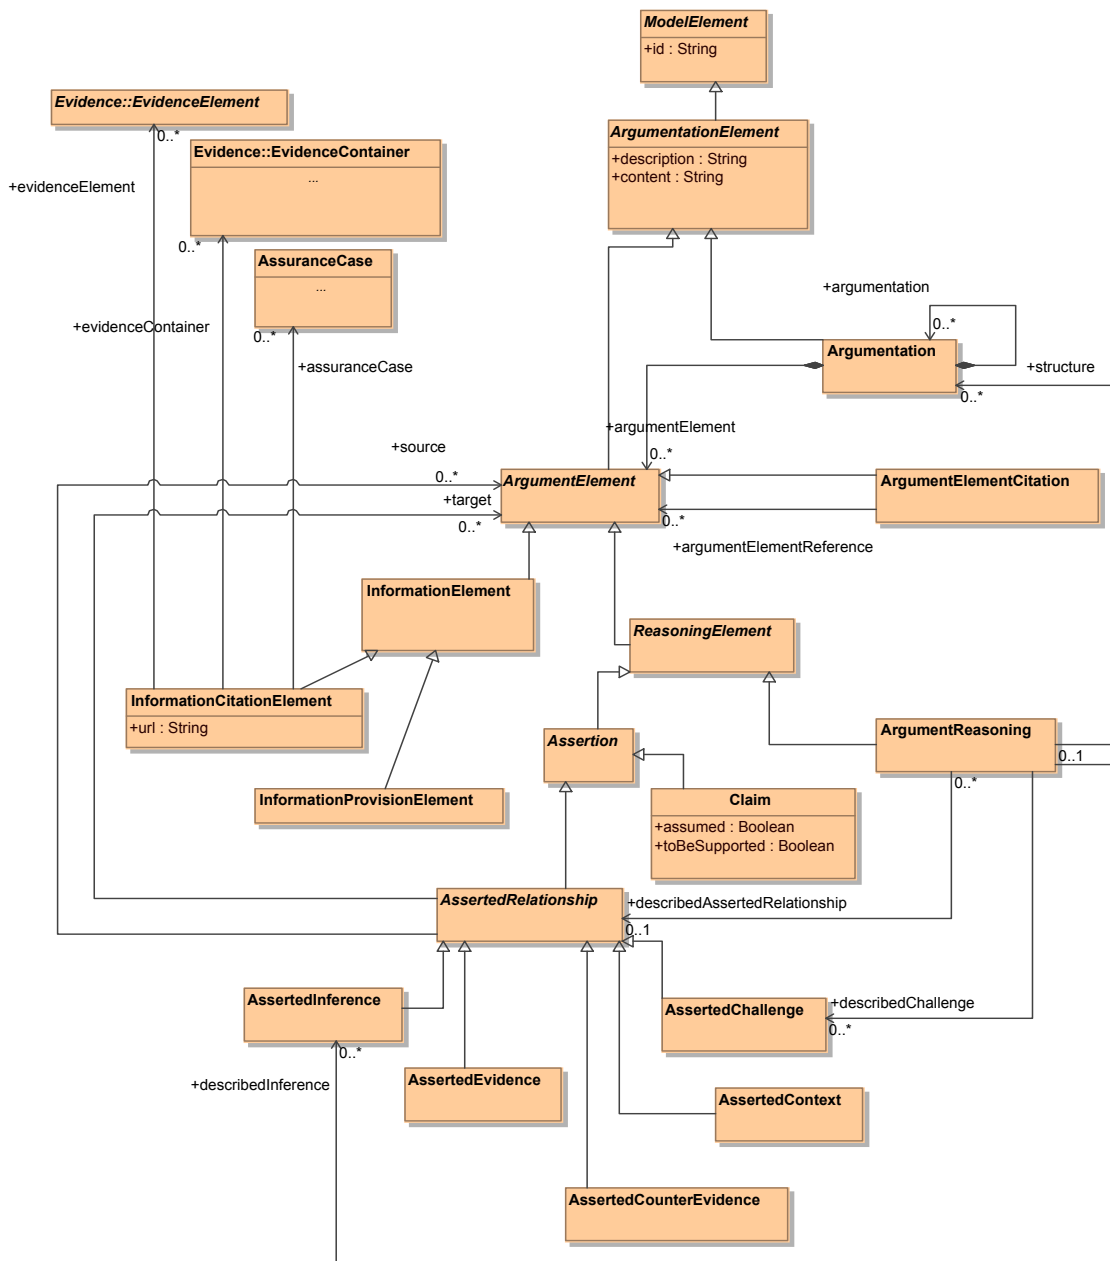 ModelElement
+id : String
Evidence::EvidenceElement
0..*
ArgumentationElement
+description : String
+content : String
Evidence::EvidenceContainer
...
+evidenceElement
0..*
AssuranceCase
...
+argumentation
0..*
+evidenceContainer
0..*
Argumentation
+assuranceCase
+structure
0..*
+argumentElement
+source
0..*
0..*
ArgumentElement
ArgumentElementCitation
+target
0..*
0..*
+argumentElementReference
InformationElement
ReasoningElement
InformationCitationElement
+url : String
Assertion
ArgumentReasoning
0..1
0..*
InformationProvisionElement
Claim
+assumed : Boolean
+toBeSupported : Boolean
AssertedRelationship
+describedAssertedRelationship
0..1
AssertedInference
+describedChallenge
AssertedChallenge
0..*
0..*
+describedInference
AssertedEvidence
AssertedContext
AssertedCounterEvidence